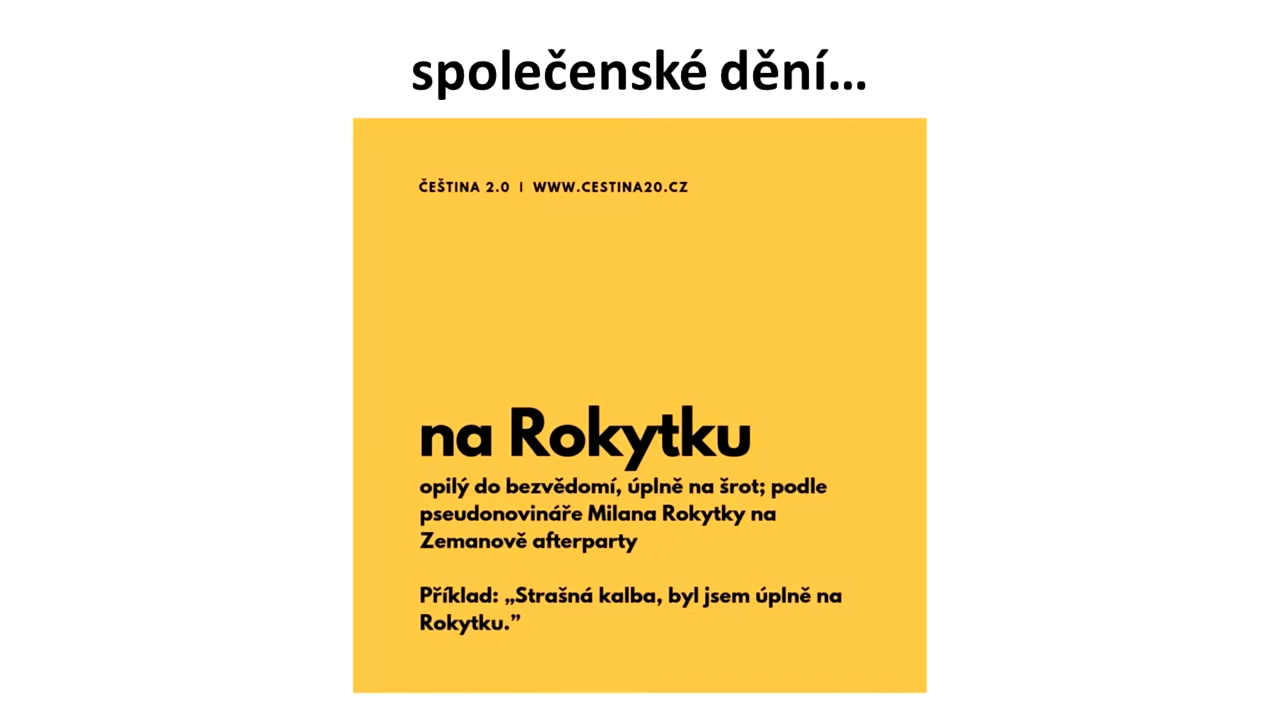 společenské dění...
ČEŠTINA 2.0 | WWW.CESTINA20.CZ
na Rokytku
opilý do bezvědomí, úplně na šrot; podle
pseudonovináře Milana Rokytky na
Zemanově afterparty
Příklad: „Strašná kalba, byl jsem úplně na
Rokytku.”